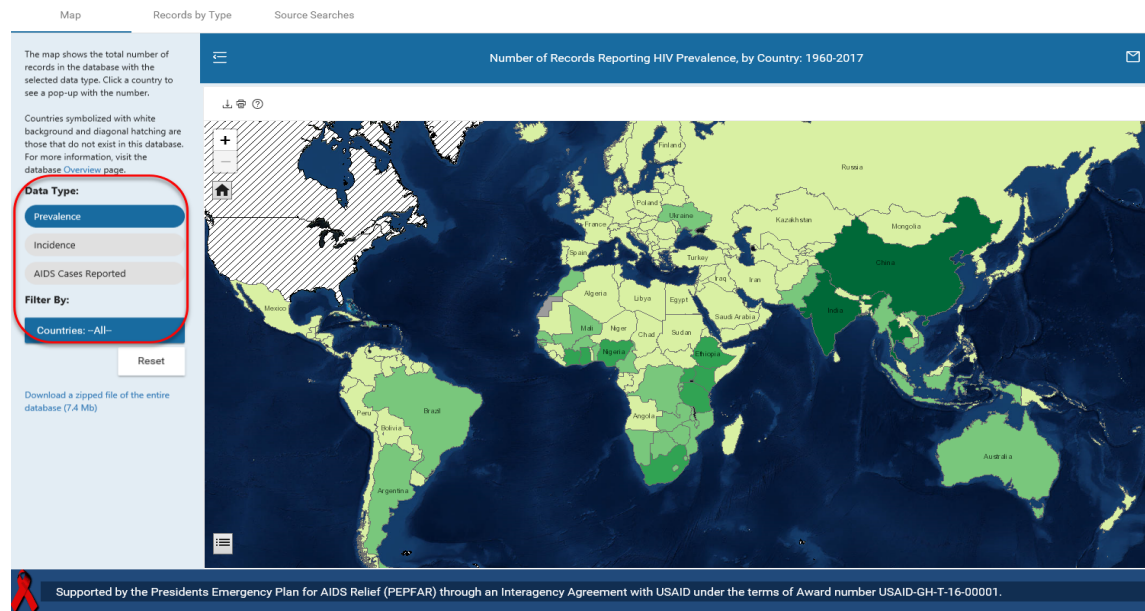 Map
Records by Type
Source Searches
The map shows the total number of
records in the database with the
selected data type. Click a country to
see a pop-up with the number.
Countries symbolized with white
background and diagonal hatching are
those that do not exist in this database.
For more information, visit the
database Overview page.
Data Type:
Prevalence
Incidence
AIDS Cases Reported
Filter By:
Countries: --All--
Reset
Download a zipped file of the entire
database (7.4 Mb)
Number of Records Reporting HIV Prevalence, by Country: 1960-2017
+
−
Finland
Russia
Poland
Ukraine
France
Kazakhstan
Mongolia
Spain
Turkey
China
Iraq
Iran
Algeria
Libya
Egypt
Saudi Arabia
India
Mexico
Mali
Niger
Chad
Sudan
Nigeria
Ethiopia
Peru
Brazil
Bolivia
Angola
Argentina
Australia
Supported by the Presidents Emergency Plan for AIDS Relief (PEPFAR) through an Interagency Agreement with USAID under the terms of Award number USAID-GH-T-16-00001.